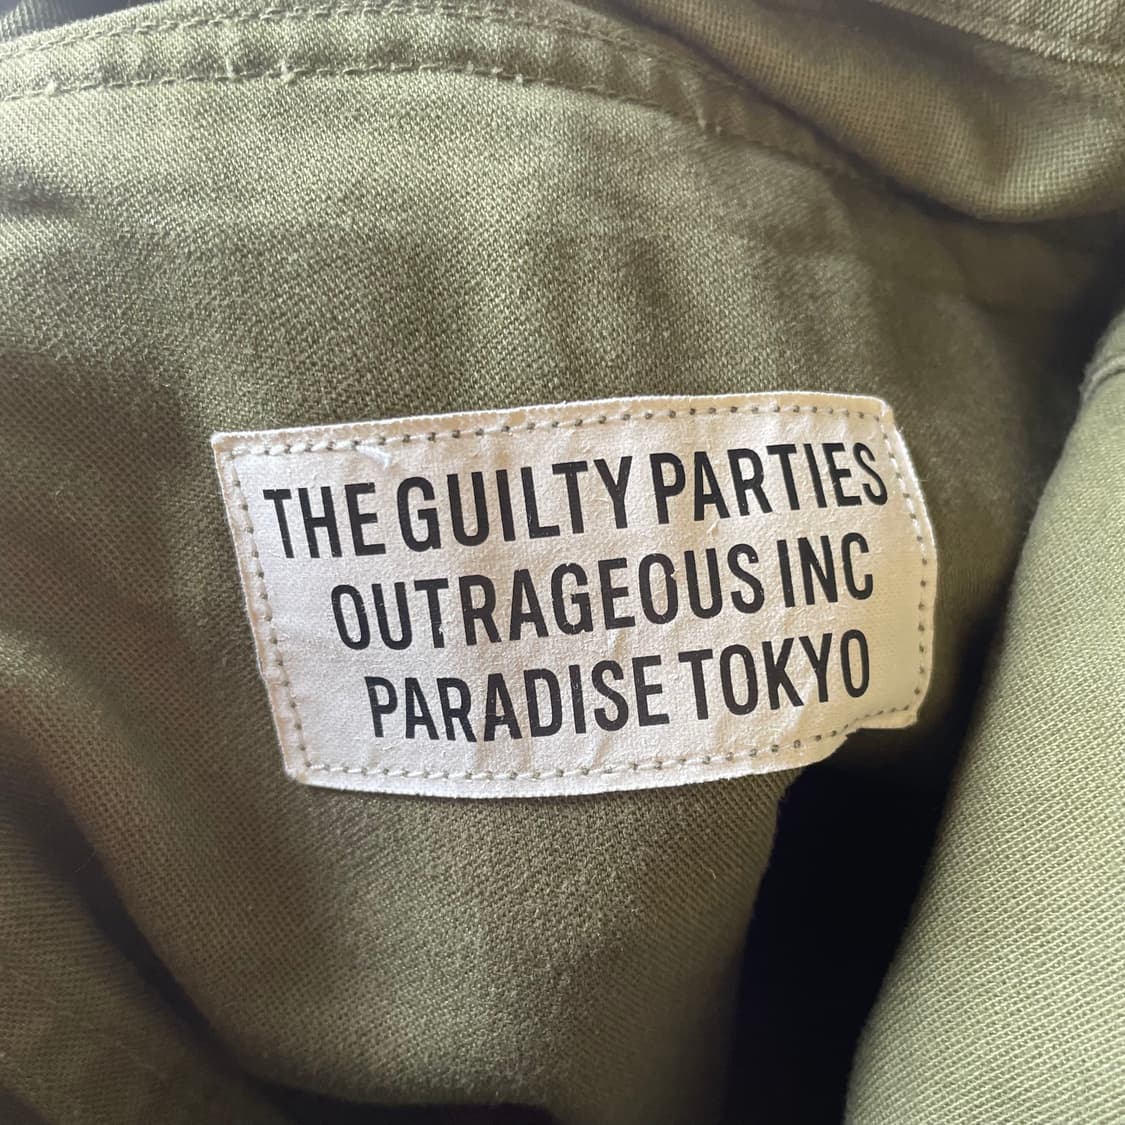 THE GUILTY PARTIES
OUTRAGEOUS INC
PARADISE TOKYO